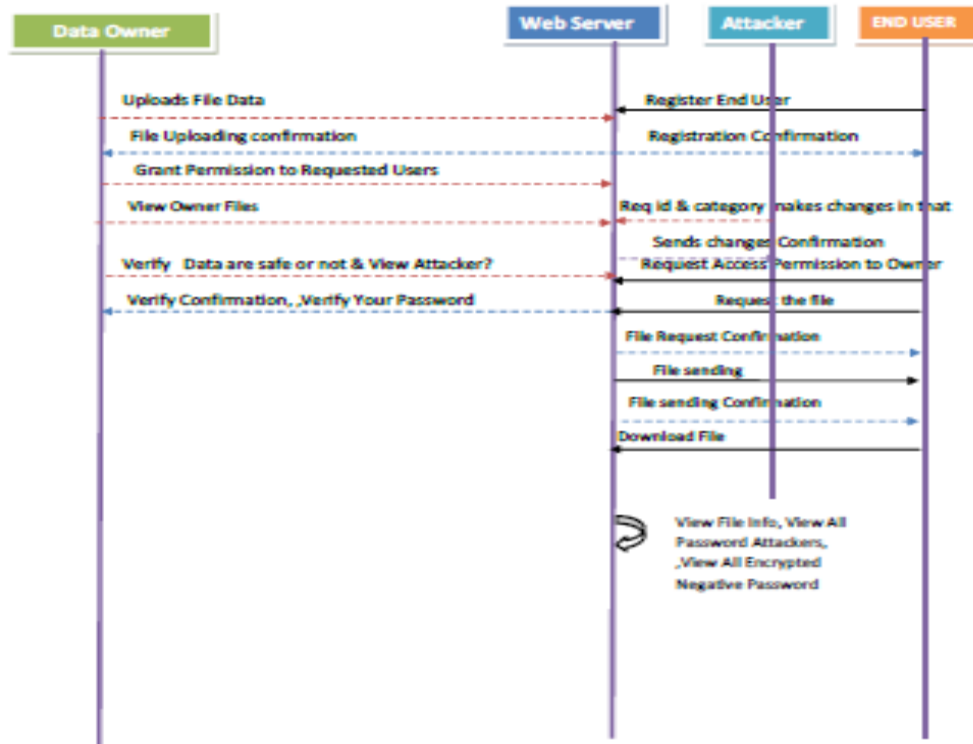 Data Owner
Web Server
Attacker
END USER
Uploads File Data
Register End User
File Uploading confirmation
Registration Confirmation
Grant Permission to Requested Users
View Owner Files
Req id & category makes changes in that
Sends changes Confirmation
Verify Data are safe or not & View Attacker?
Request Access Permission to Owner
Verify Confirmation, ,Verify Your Password
Request the file
File Request Confirmation
File sending
File sending Confirmation
Download File
View File Info, View All
Password Attackers,
,View All Encrypted
Negative Password